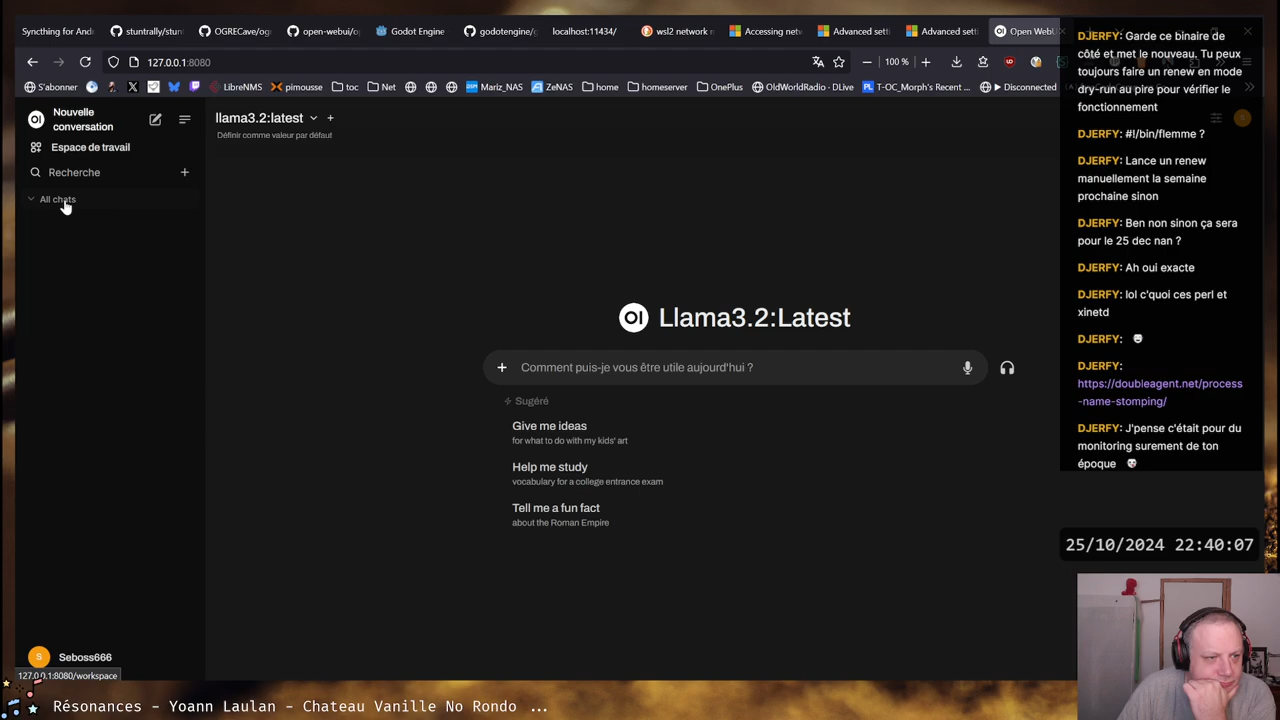 Syncthing for Andr
stuntrally/stun
OGRECave/ogr
open-webui/o
Godot Engine
godotengine/g
localhost:11434/
wsl2 network n
Accessing netw
Advanced setti
Advanced setti
Open WebU
127.0.0.1:8080
100 %
S'abonner
LibreNMS
pimousse
toc
Net
Mariz_NAS
ZeNAS
home
homeserver
OnePlus
OldWorldRadio - DLive
T-OC_Morph's Recent ...
Disconnected
Nouvelle
conversation
Espace de travail
Recherche
All chats
llama3.2:latest
Définir comme valeur par défaut
OI Llama3.2:Latest
Comment puis-je vous être utile aujourd'hui ?
Sugéré
Give me ideas
for what to do with my kids' art
Help me study
vocabulary for a college entrance exam
Tell me a fun fact
about the Roman Empire
S Seboss666
127.0.0.1:8080/workspace
DJERFY: Garde ce binaire de
côté et met le nouveau. Tu peux
toujours faire un renew en mode
dry-run au pire pour vérifier le
fonctionnement
DJERFY: #!/bin/flemme ?
DJERFY: Lance un renew
manuellement la semaine
prochaine sinon
DJERFY: Ben non sinon ça sera
pour le 25 dec nan ?
DJERFY: Ah oui exacte
DJERFY: lol c'quoi ces perl et
xinetd
DJERFY:
DJERFY:
https://doubleagent.net/process
-name-stomping/
DJERFY: J'pense c'était pour du
monitoring surement de ton
époque
25/10/2024 22:40:07
Résonances - Yoann Laulan - Chateau Vanille No Rondo ...